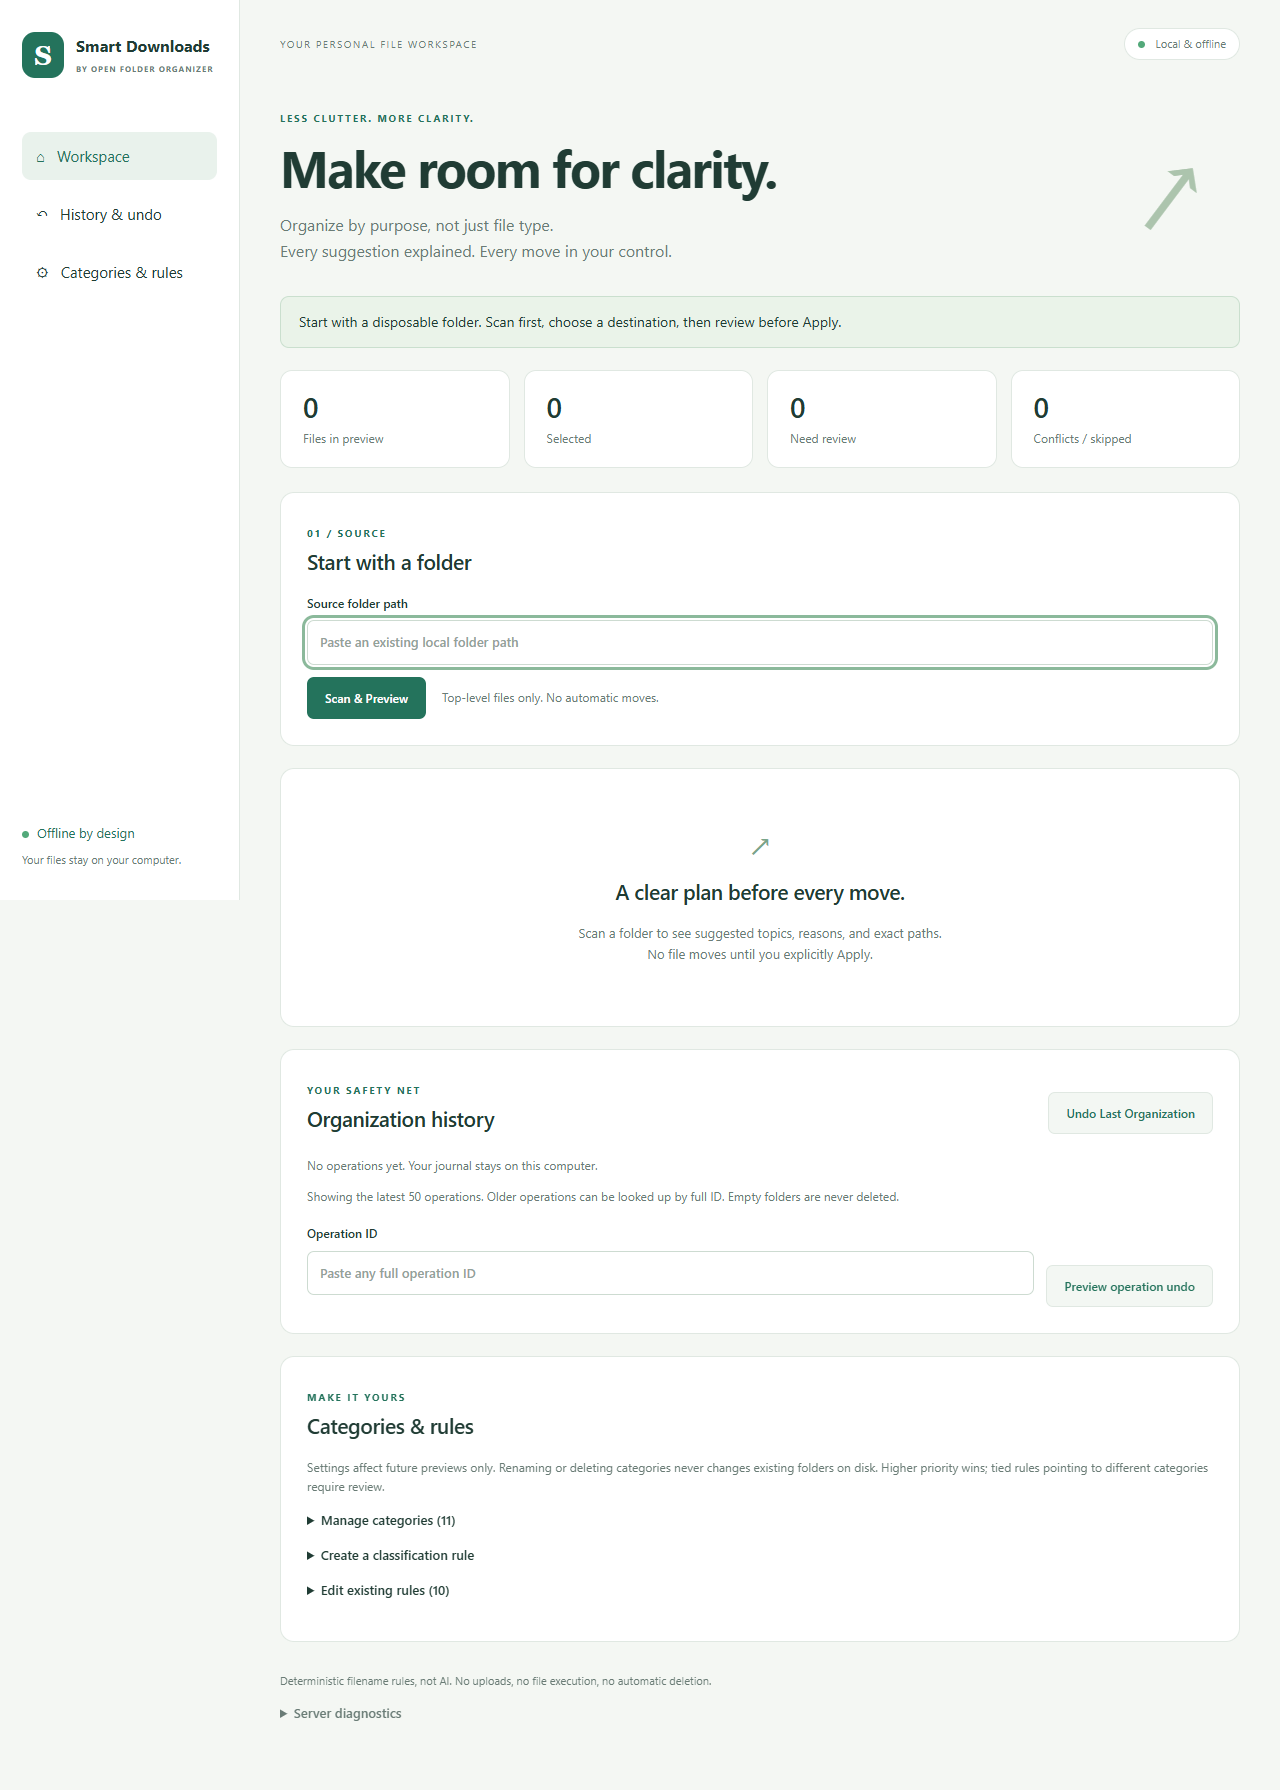 S
Smart Downloads
BY OPEN FOLDER ORGANIZER
Workspace
History & undo
Categories & rules
Offline by design
Your files stay on your computer.
YOUR PERSONAL FILE WORKSPACE
Local & offline
LESS CLUTTER. MORE CLARITY.
Make room for clarity.
Organize by purpose, not just file type.
Every suggestion explained. Every move in your control.
Start with a disposable folder. Scan first, choose a destination, then review before Apply.
0
Files in preview
0
Selected
0
Need review
0
Conflicts / skipped
01 / SOURCE
Start with a folder
Source folder path
Paste an existing local folder path
Scan & Preview
Top-level files only. No automatic moves.
A clear plan before every move.
Scan a folder to see suggested topics, reasons, and exact paths.
No file moves until you explicitly Apply.
YOUR SAFETY NET
Organization history
Undo Last Organization
No operations yet. Your journal stays on this computer.
Showing the latest 50 operations. Older operations can be looked up by full ID. Empty folders are never deleted.
Operation ID
Paste any full operation ID
Preview operation undo
MAKE IT YOURS
Categories & rules
Settings affect future previews only. Renaming or deleting categories never changes existing folders on disk. Higher priority wins; tied rules pointing to different categories
require review.
Manage categories (11)
Create a classification rule
Edit existing rules (10)
Deterministic filename rules, not AI. No uploads, no file execution, no automatic deletion.
Server diagnostics